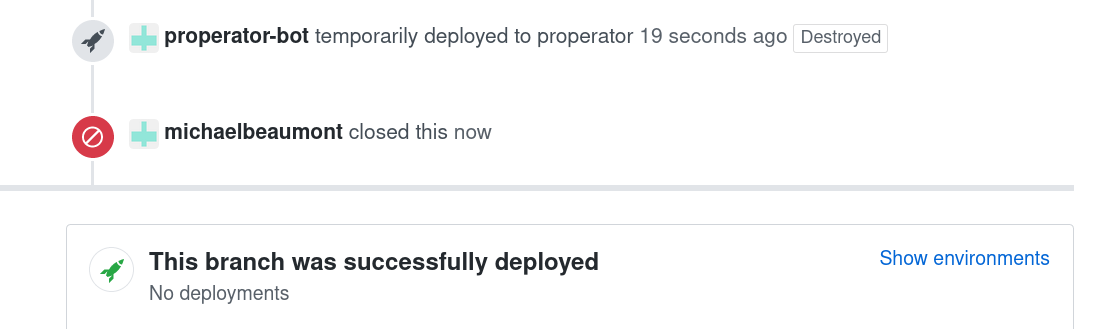 properator-bot temporarily deployed to properator 19 seconds ago Destroyed
michaelbeaumont closed this now
This branch was successfully deployed Show environments
No deployments